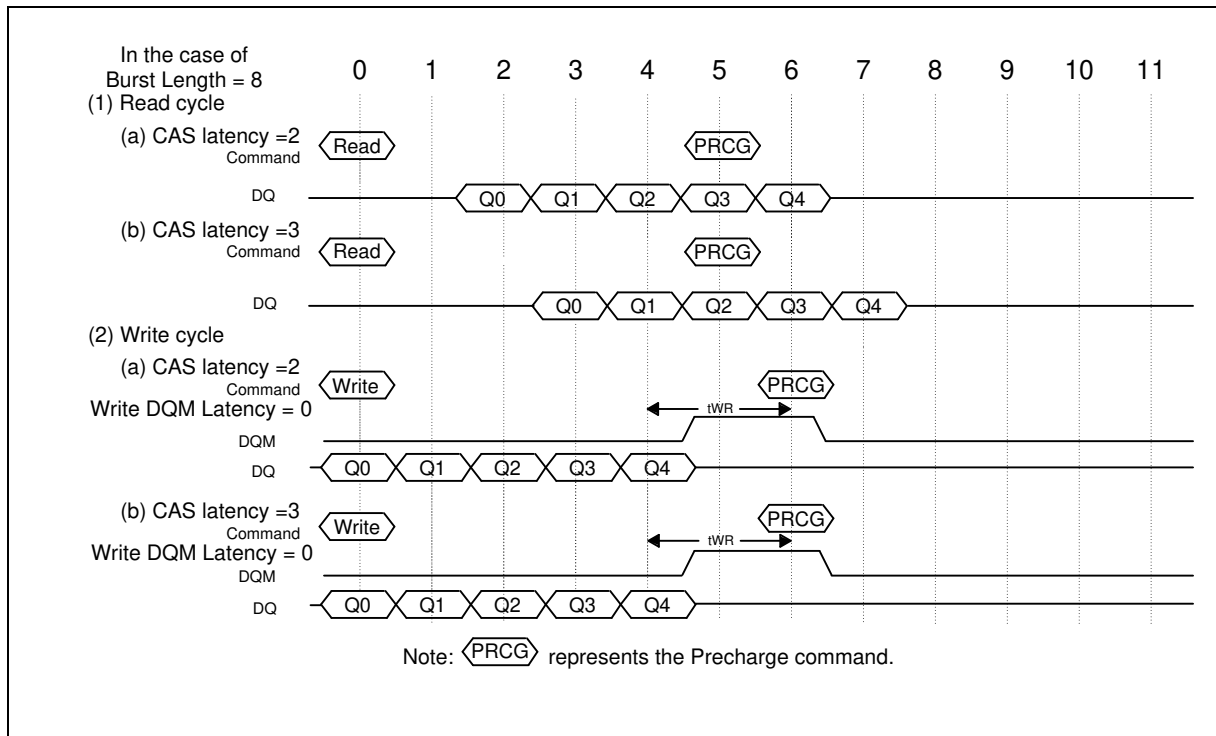 In the case of
Burst Length = 8
0 1 2 3 4 5 6 7 8 9 10 11
(1) Read cycle
(a) CAS latency =2
Command
Read PRCG
DQ
Q0 Q1 Q2 Q3 Q4
(b) CAS latency =3
Command
Read PRCG
DQ
Q0 Q1 Q2 Q3 Q4
(2) Write cycle
(a) CAS latency =2
Command
Write PRCG
Write DQM Latency = 0
tWR
DQM
DQ
Q0 Q1 Q2 Q3 Q4
(b) CAS latency =3
Command
Write PRCG
Write DQM Latency = 0
tWR
DQM
DQ
Q0 Q1 Q2 Q3 Q4
Note: PRCG represents the Precharge command.